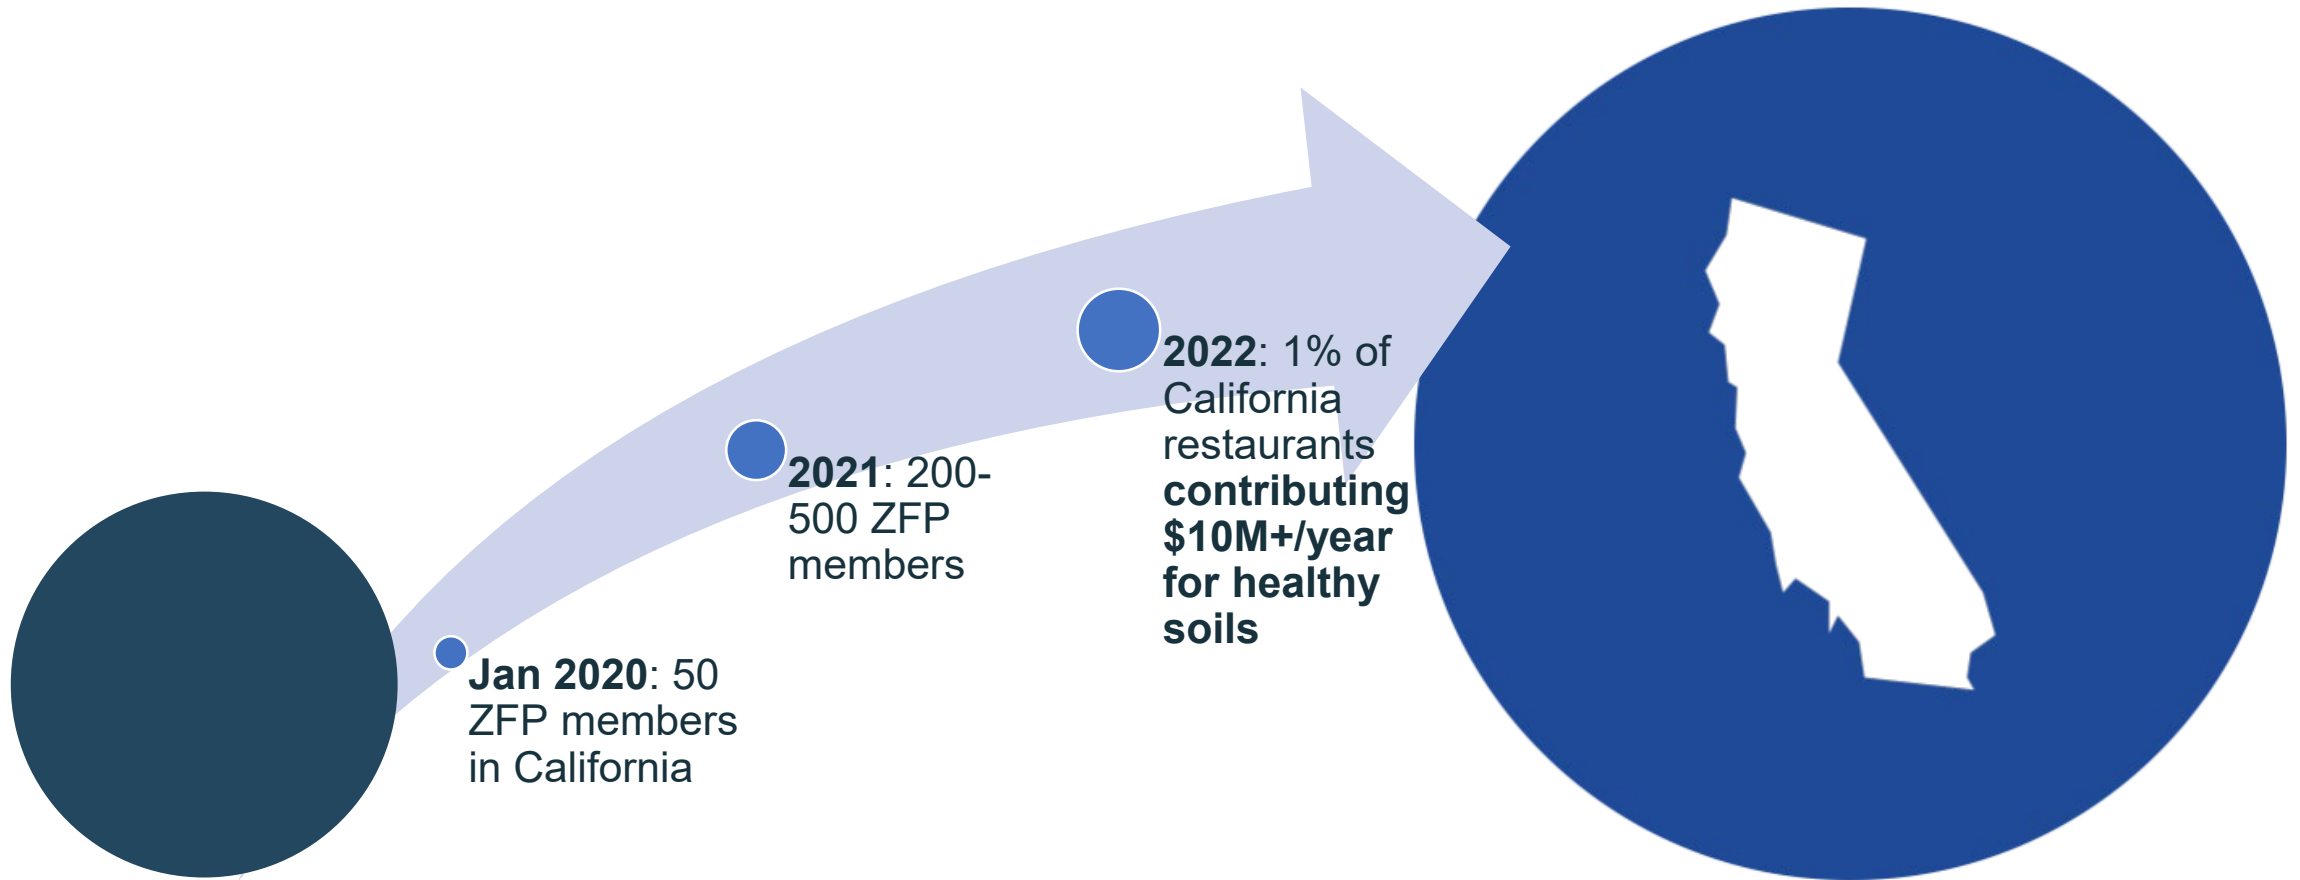 Jan 2020: 50
ZFP members
in California
2021: 200-
500 ZFP
members
2022: 1% of
California
restaurants
contributing
$10M+/year
for healthy
soils